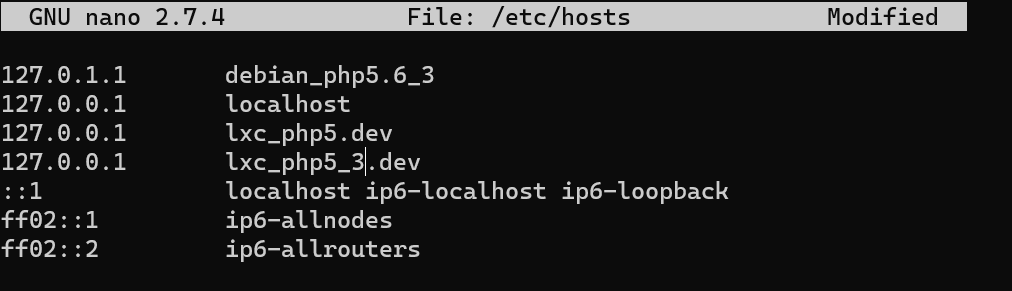 GNU nano 2.7.4 File: /etc/hosts Modified
127.0.1.1 debian_php5.6_3
127.0.0.1 localhost
127.0.0.1 lxc_php5.dev
127.0.0.1 lxc_php5_3.dev
::1 localhost ip6-localhost ip6-loopback
ff02::1 ip6-allnodes
ff02::2 ip6-allrouters